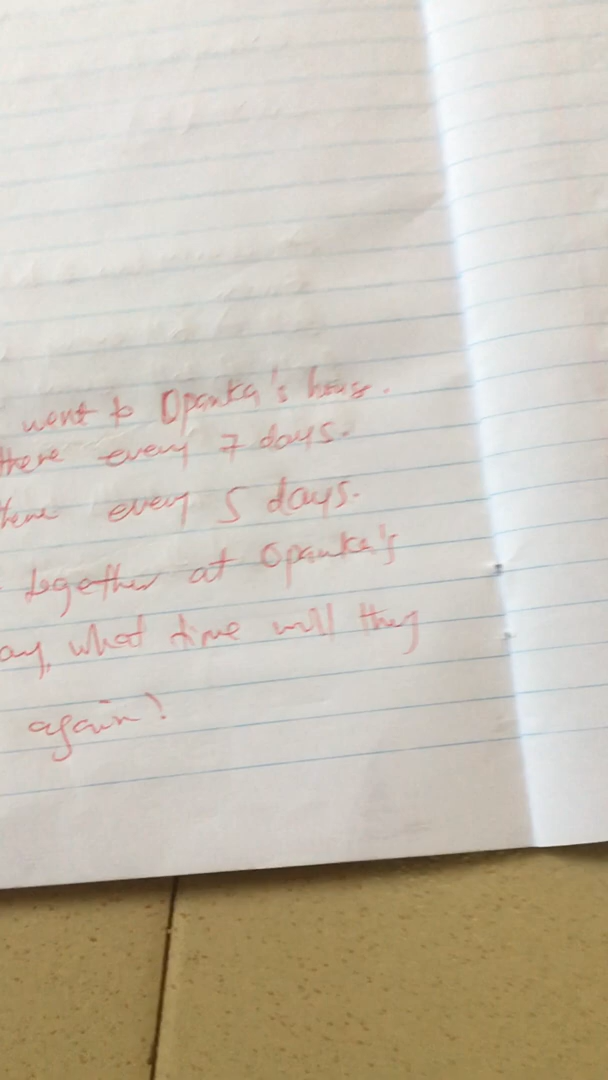 went to Opanka's house.
there every 7 days.
there every 5 days.
together at Opanka's
ay, what time will they
again?